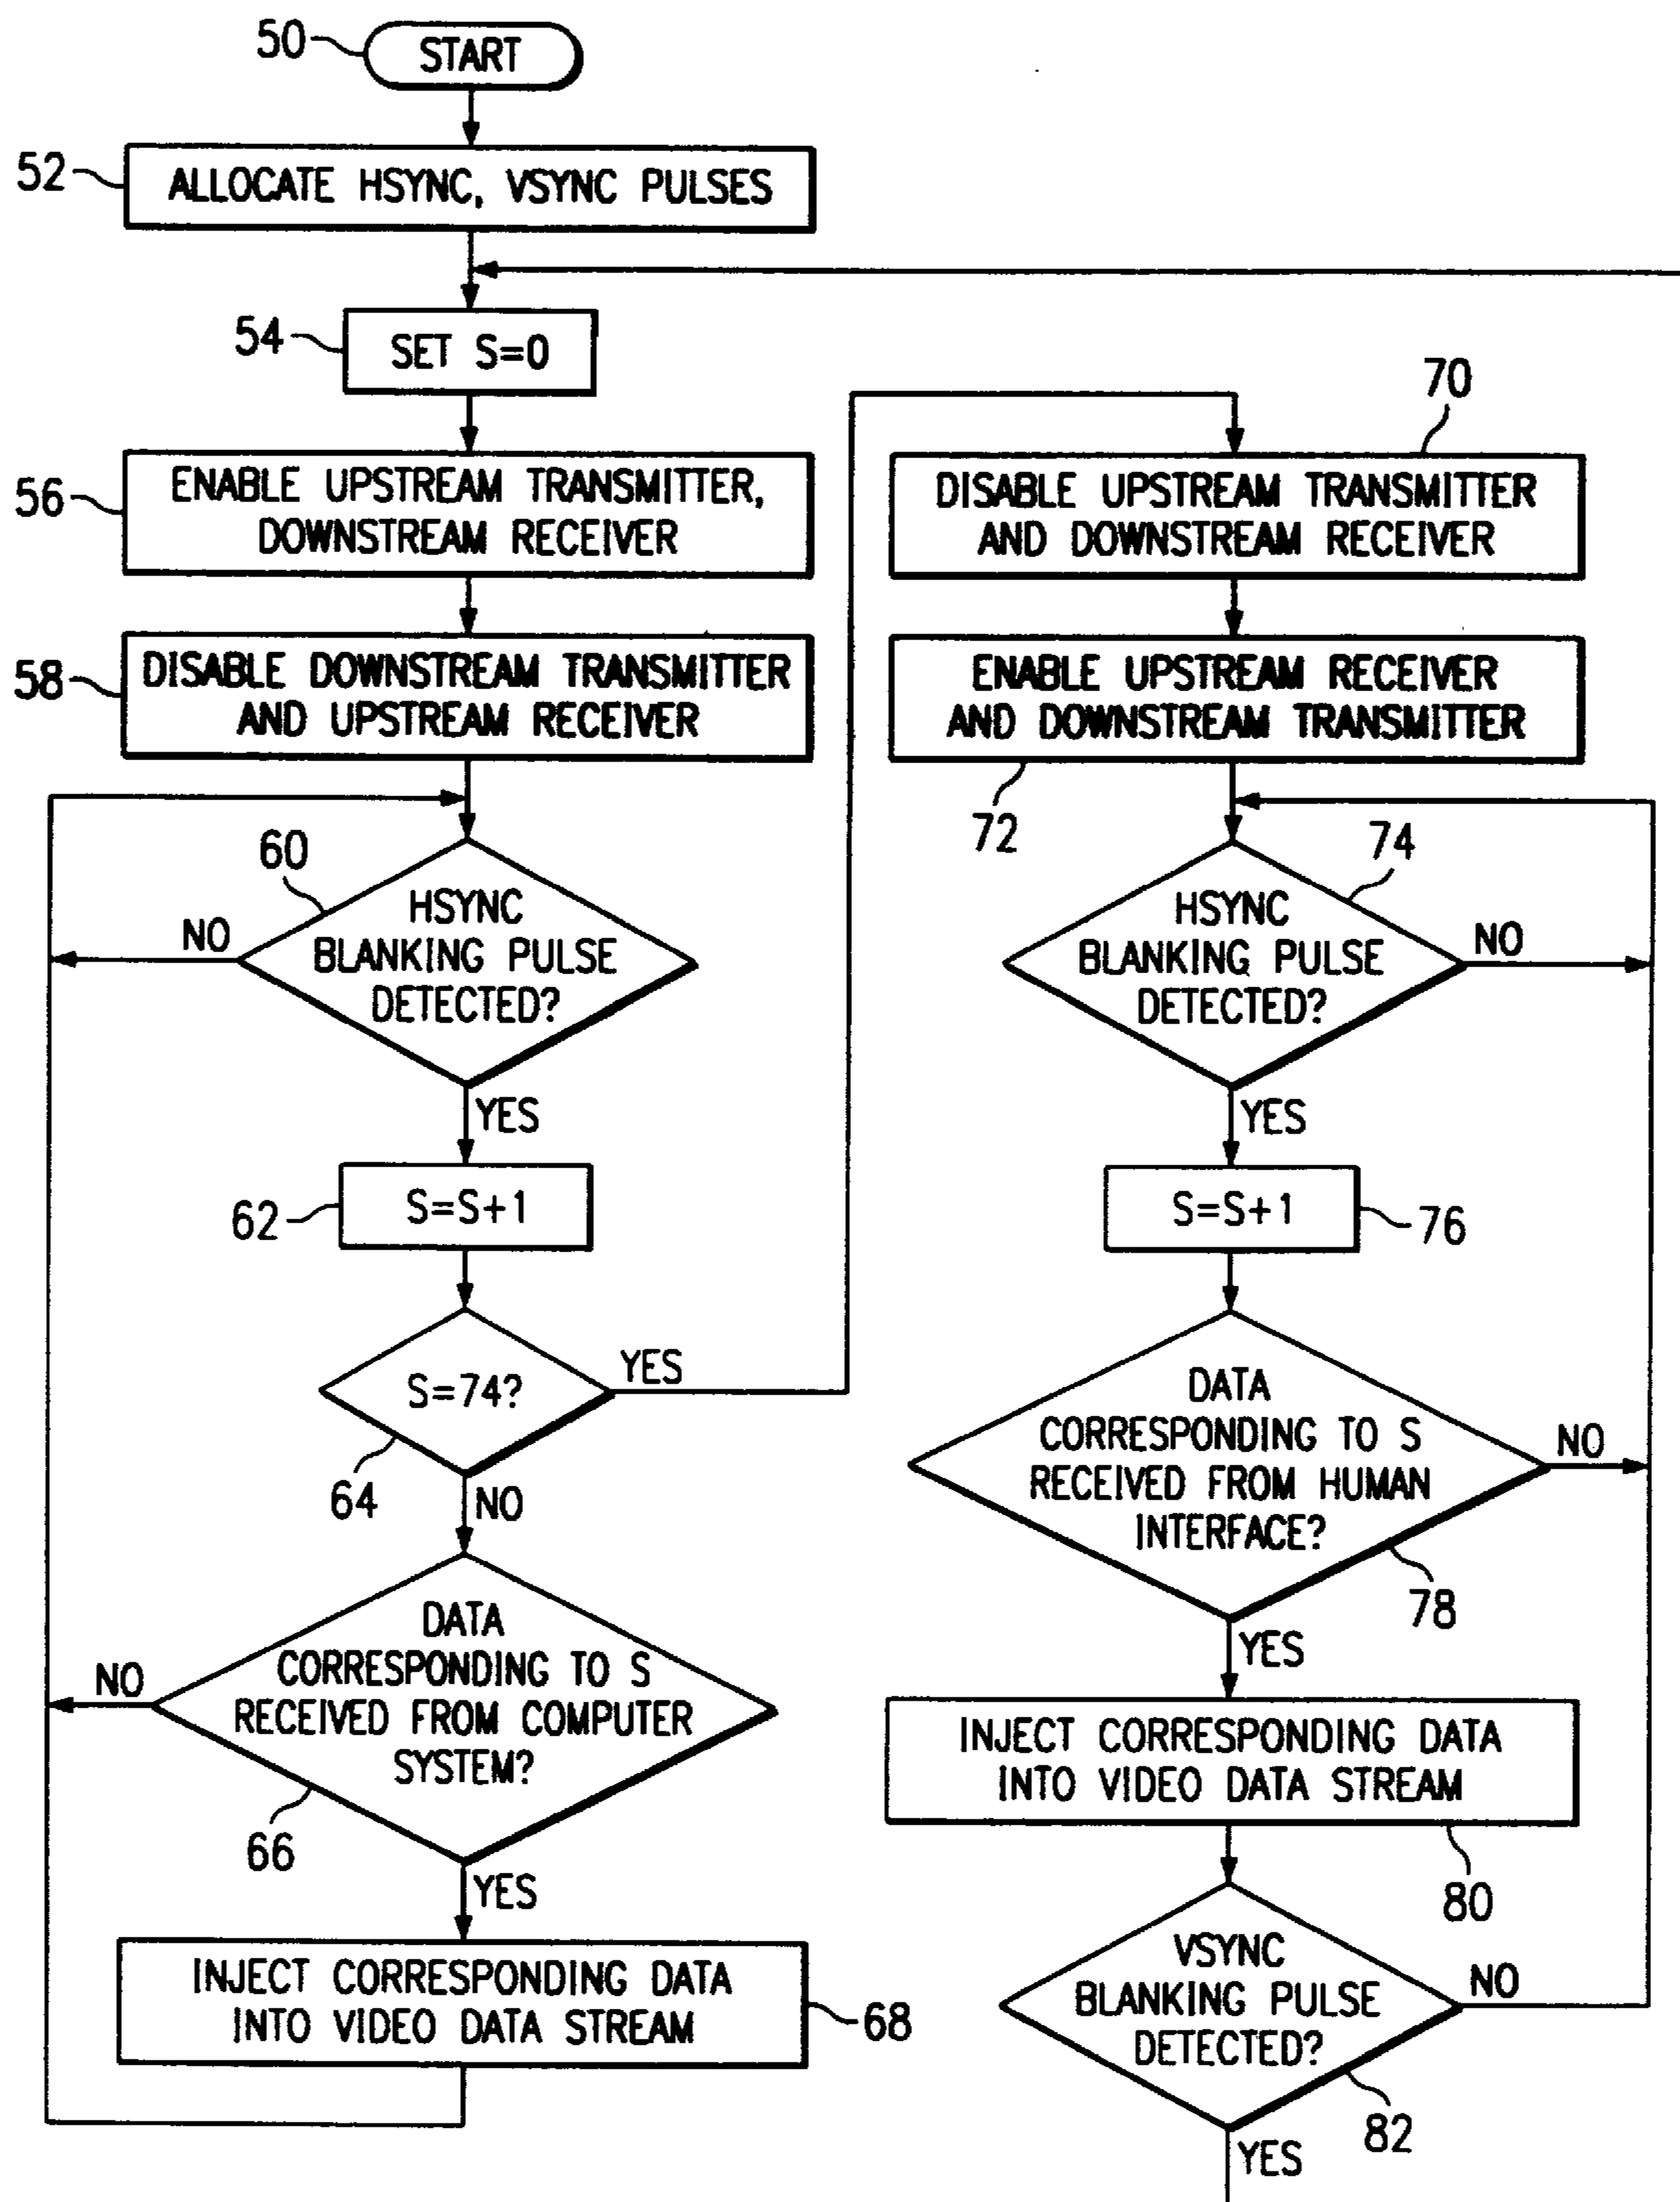 50
START
52
ALLOCATE HSYNC, VSYNC PULSES
54
SET S=0
56
ENABLE UPSTREAM TRANSMITTER,
DOWNSTREAM RECEIVER
58
DISABLE DOWNSTREAM TRANSMITTER
AND UPSTREAM RECEIVER
60
HSYNC
BLANKING PULSE
DETECTED?
NO
YES
62
S=S+1
S=74?
YES
64
NO
DATA
CORRESPONDING TO S
RECEIVED FROM COMPUTER
SYSTEM?
NO
66
YES
INJECT CORRESPONDING DATA
INTO VIDEO DATA STREAM
68
70
DISABLE UPSTREAM TRANSMITTER
AND DOWNSTREAM RECEIVER
ENABLE UPSTREAM RECEIVER
AND DOWNSTREAM TRANSMITTER
72
74
HSYNC
BLANKING PULSE
DETECTED?
NO
YES
S=S+1
76
DATA
CORRESPONDING TO S
RECEIVED FROM HUMAN
INTERFACE?
NO
78
YES
INJECT CORRESPONDING DATA
INTO VIDEO DATA STREAM
80
VSYNC
BLANKING PULSE
DETECTED?
NO
82
YES